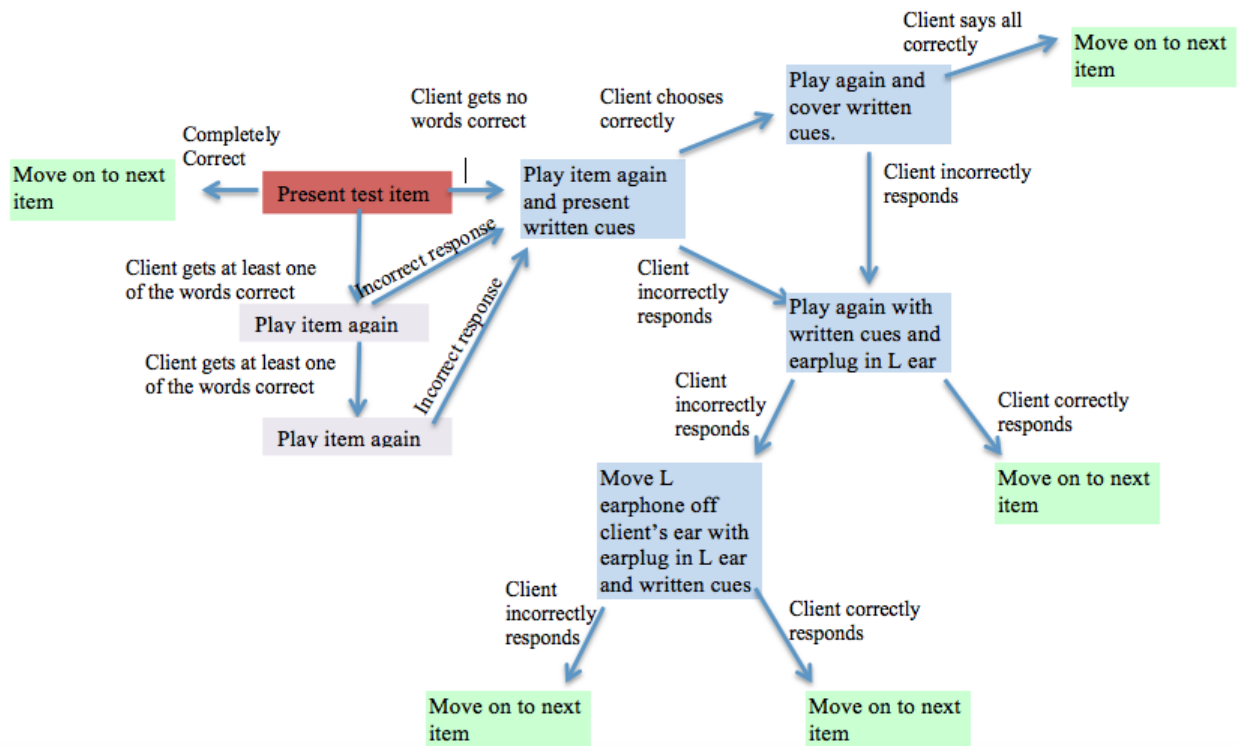 Client says all
correctly
Move on to next
item
Play again and
cover written
cues.
Client gets no
words correct
Client chooses
correctly
Completely
Correct
Move on to next
item
Present test item
Play item again
and present
written cues
Client incorrectly
responds
Incorrect response
Client gets at least one
of the words correct
Client
incorrectly
responds
Play again with
written cues and
earplug in L ear
Play item again
Client gets at least one
of the words correct
Incorrect response
Play item again
Client
incorrectly
responds
Client correctly
responds
Move L
earphone off
client's ear with
earplug in L ear
and written cues
Move on to next
item
Client
incorrectly
responds
Client correctly
responds
Move on to next
item
Move on to next
item